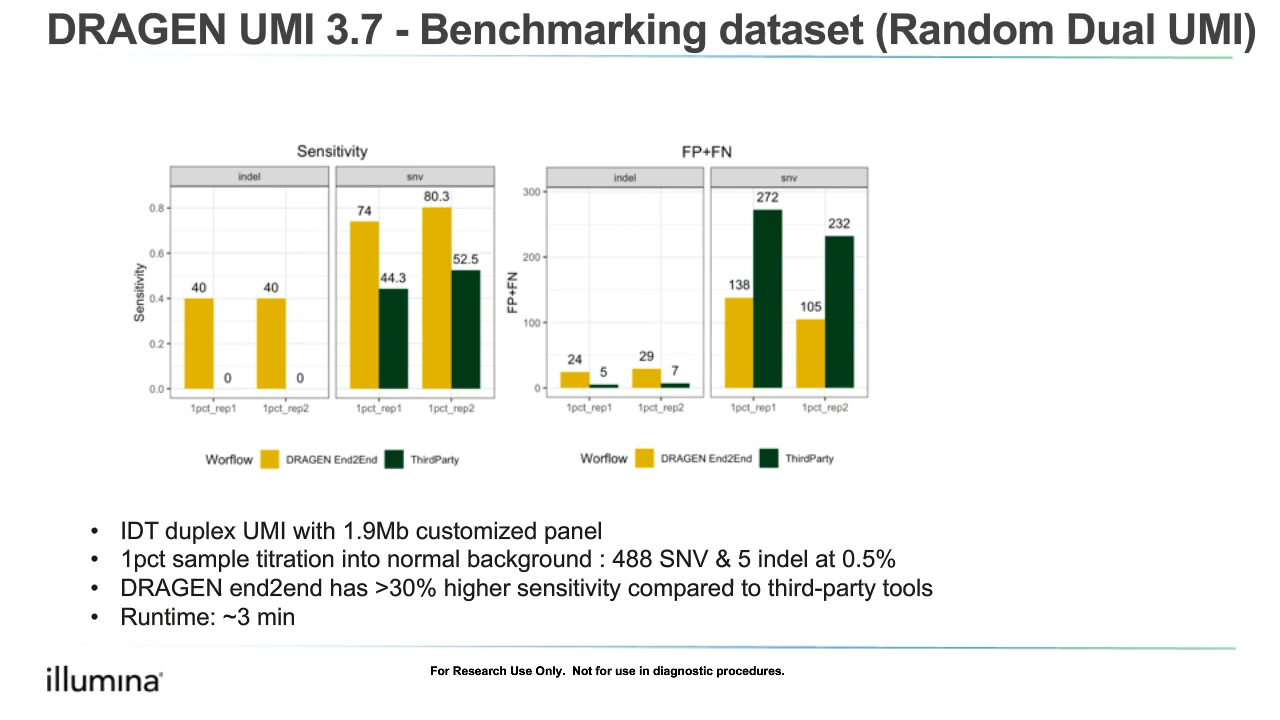 DRAGEN UMI 3.7 - Benchmarking dataset (Random Dual UMI)
Sensitivity
indel
snv
Sensitivity
0.8
0.6
0.4
0.2
0.0
40
0
40
0
74
44.3
80.3
52.5
1pct_rep1
1pct_rep2
1pct_rep1
1pct_rep2
Worflow DRAGEN End2End ThirdParty
FP+FN
indel
snv
FP+FN
300
200
100
0
24
5
29
7
138
272
105
232
1pct_rep1
1pct_rep2
1pct_rep1
1pct_rep2
Worflow DRAGEN End2End ThirdParty
• IDT duplex UMI with 1.9Mb customized panel
• 1pct sample titration into normal background : 488 SNV & 5 indel at 0.5%
• DRAGEN end2end has >30% higher sensitivity compared to third-party tools
• Runtime: ~3 min
illumina®
For Research Use Only. Not for use in diagnostic procedures.